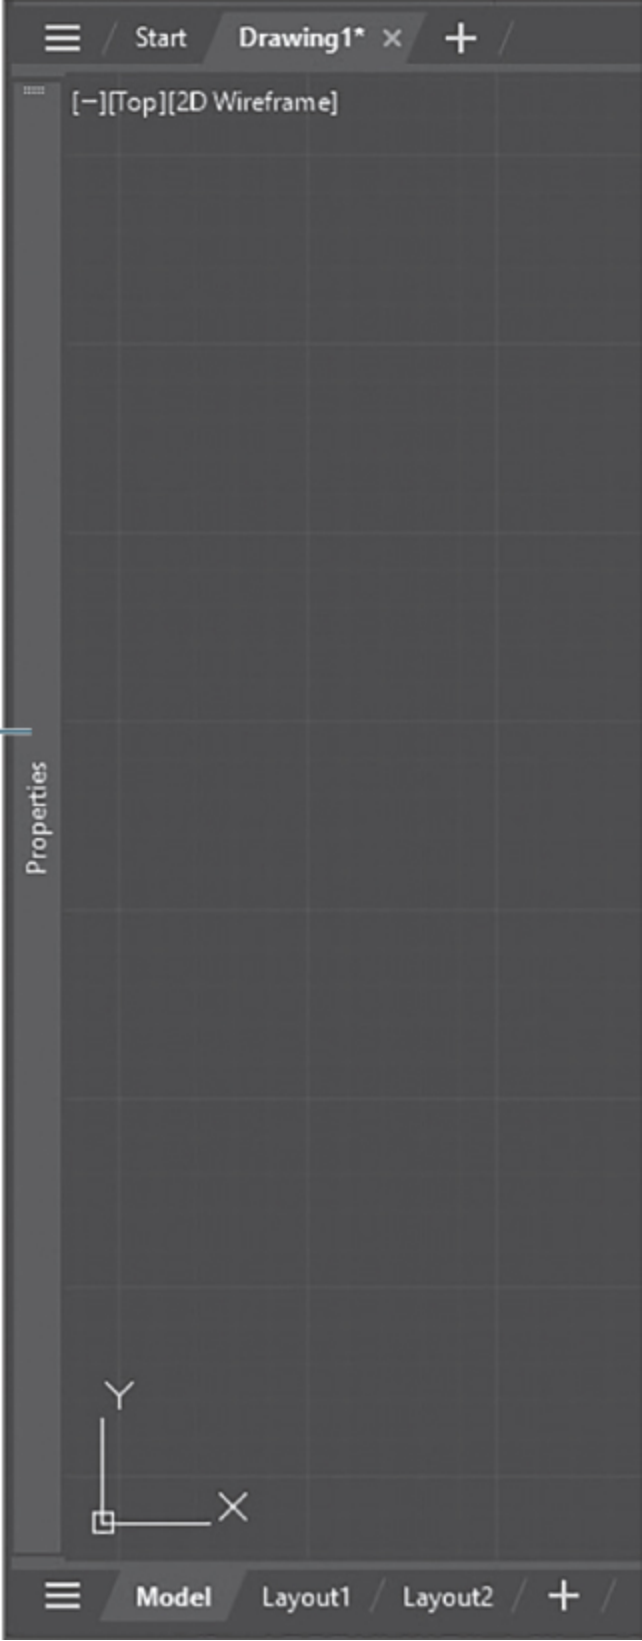 Start Drawing1*
[−][Top][2D Wireframe]
Properties
Y
X
Model Layout1 Layout2